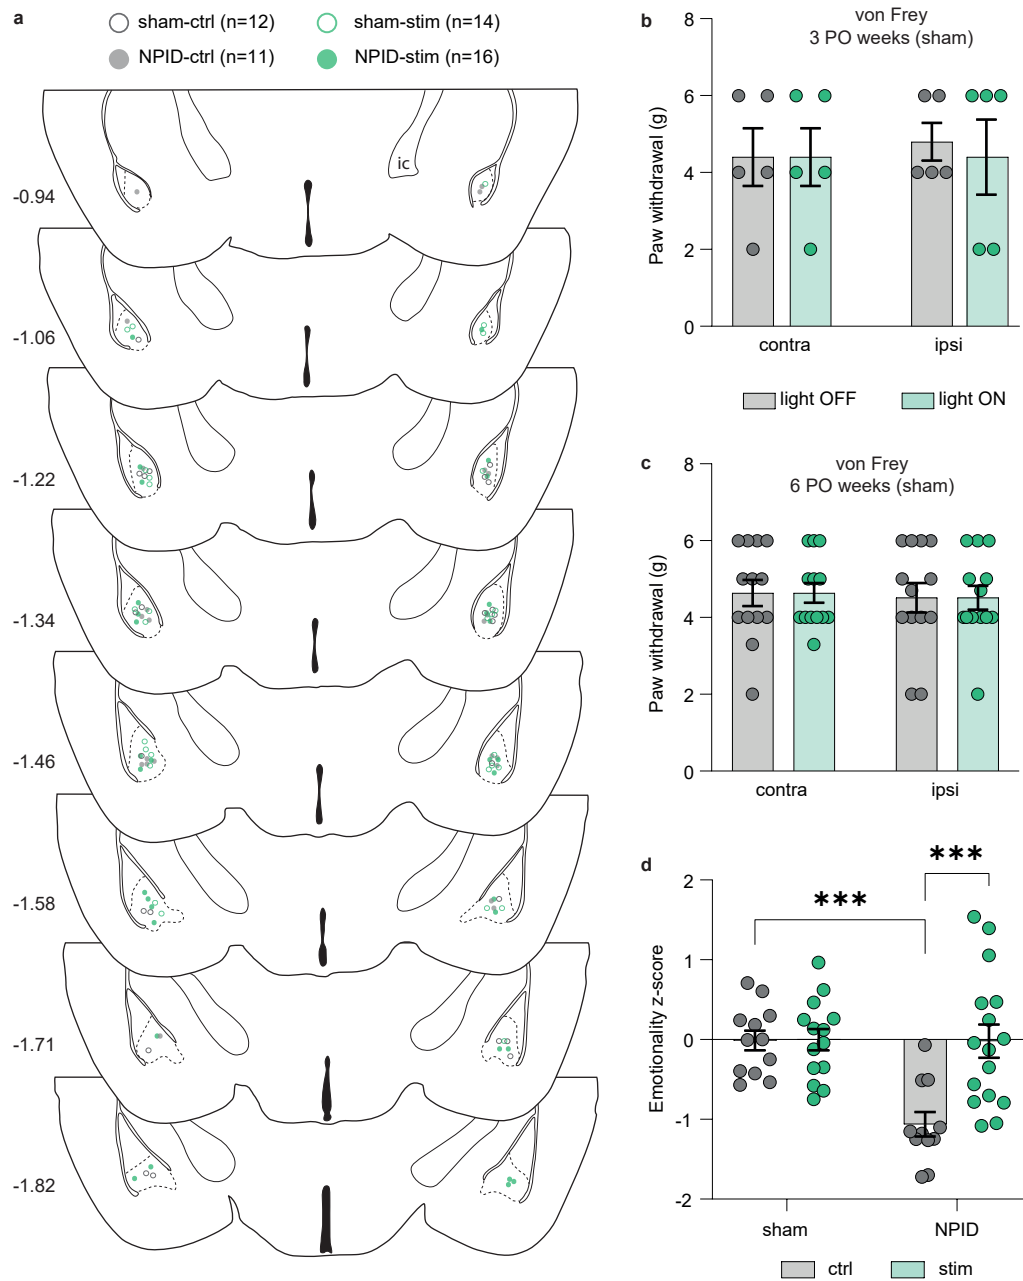 a
sham-ctrl (n=12)
sham-stim (n=14)
NPID-ctrl (n=11)
NPID-stim (n=16)
ic
-0.94
-1.06
-1.22
-1.34
-1.46
-1.58
-1.71
-1.82
b
von Frey
3 PO weeks (sham)
Paw withdrawal (g)
8
6
4
2
0
contra
ipsi
light OFF
light ON
c
von Frey
6 PO weeks (sham)
Paw withdrawal (g)
8
6
4
2
0
contra
ipsi
d
Emotionality z-score
2
1
0
-1
-2
***
***
sham
NPID
ctrl
stim